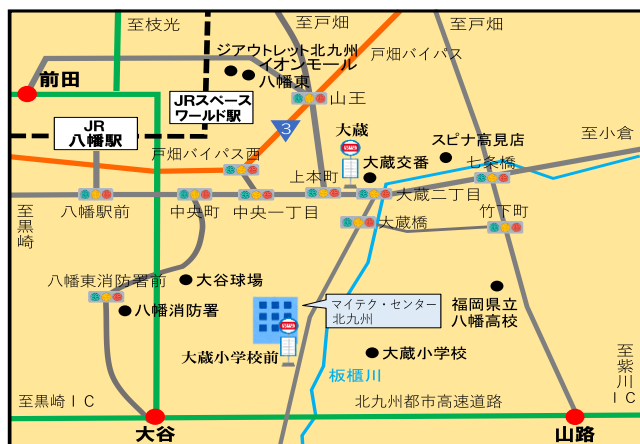 至枝光
至戸畑
至戸畑
ジアウトレット北九州
イオンモール
八幡東
戸畑バイパス
前田
山王
JRスペース
ワールド駅
JR
八幡駅
3
大蔵
スピナ高見店
至小倉
戸畑バイパス西
大蔵交番
七条橋
上本町
至黒崎
八幡駅前
中央町
中央一丁目
大蔵二丁目
大蔵橋
竹下町
八幡東消防署前
大谷球場
八幡消防署
マイテク・センター
北九州
福岡県立
八幡高校
大蔵小学校前
大蔵小学校
板櫃川
至紫川IC
至黒崎IC
北九州都市高速道路
大谷
山路